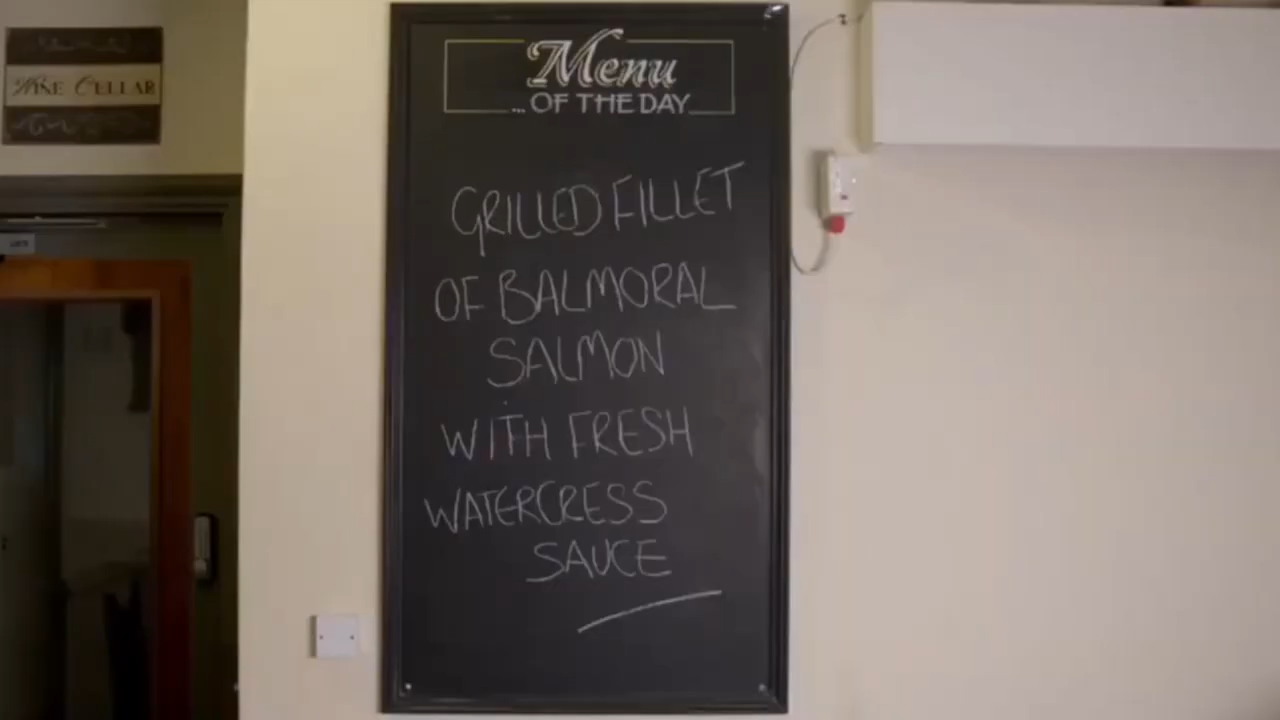 WINE CELLAR
Menu
...OF THE DAY
GRILLED FILLET
OF BALMORAL
SALMON
WITH FRESH
WATERCRESS
SAUCE